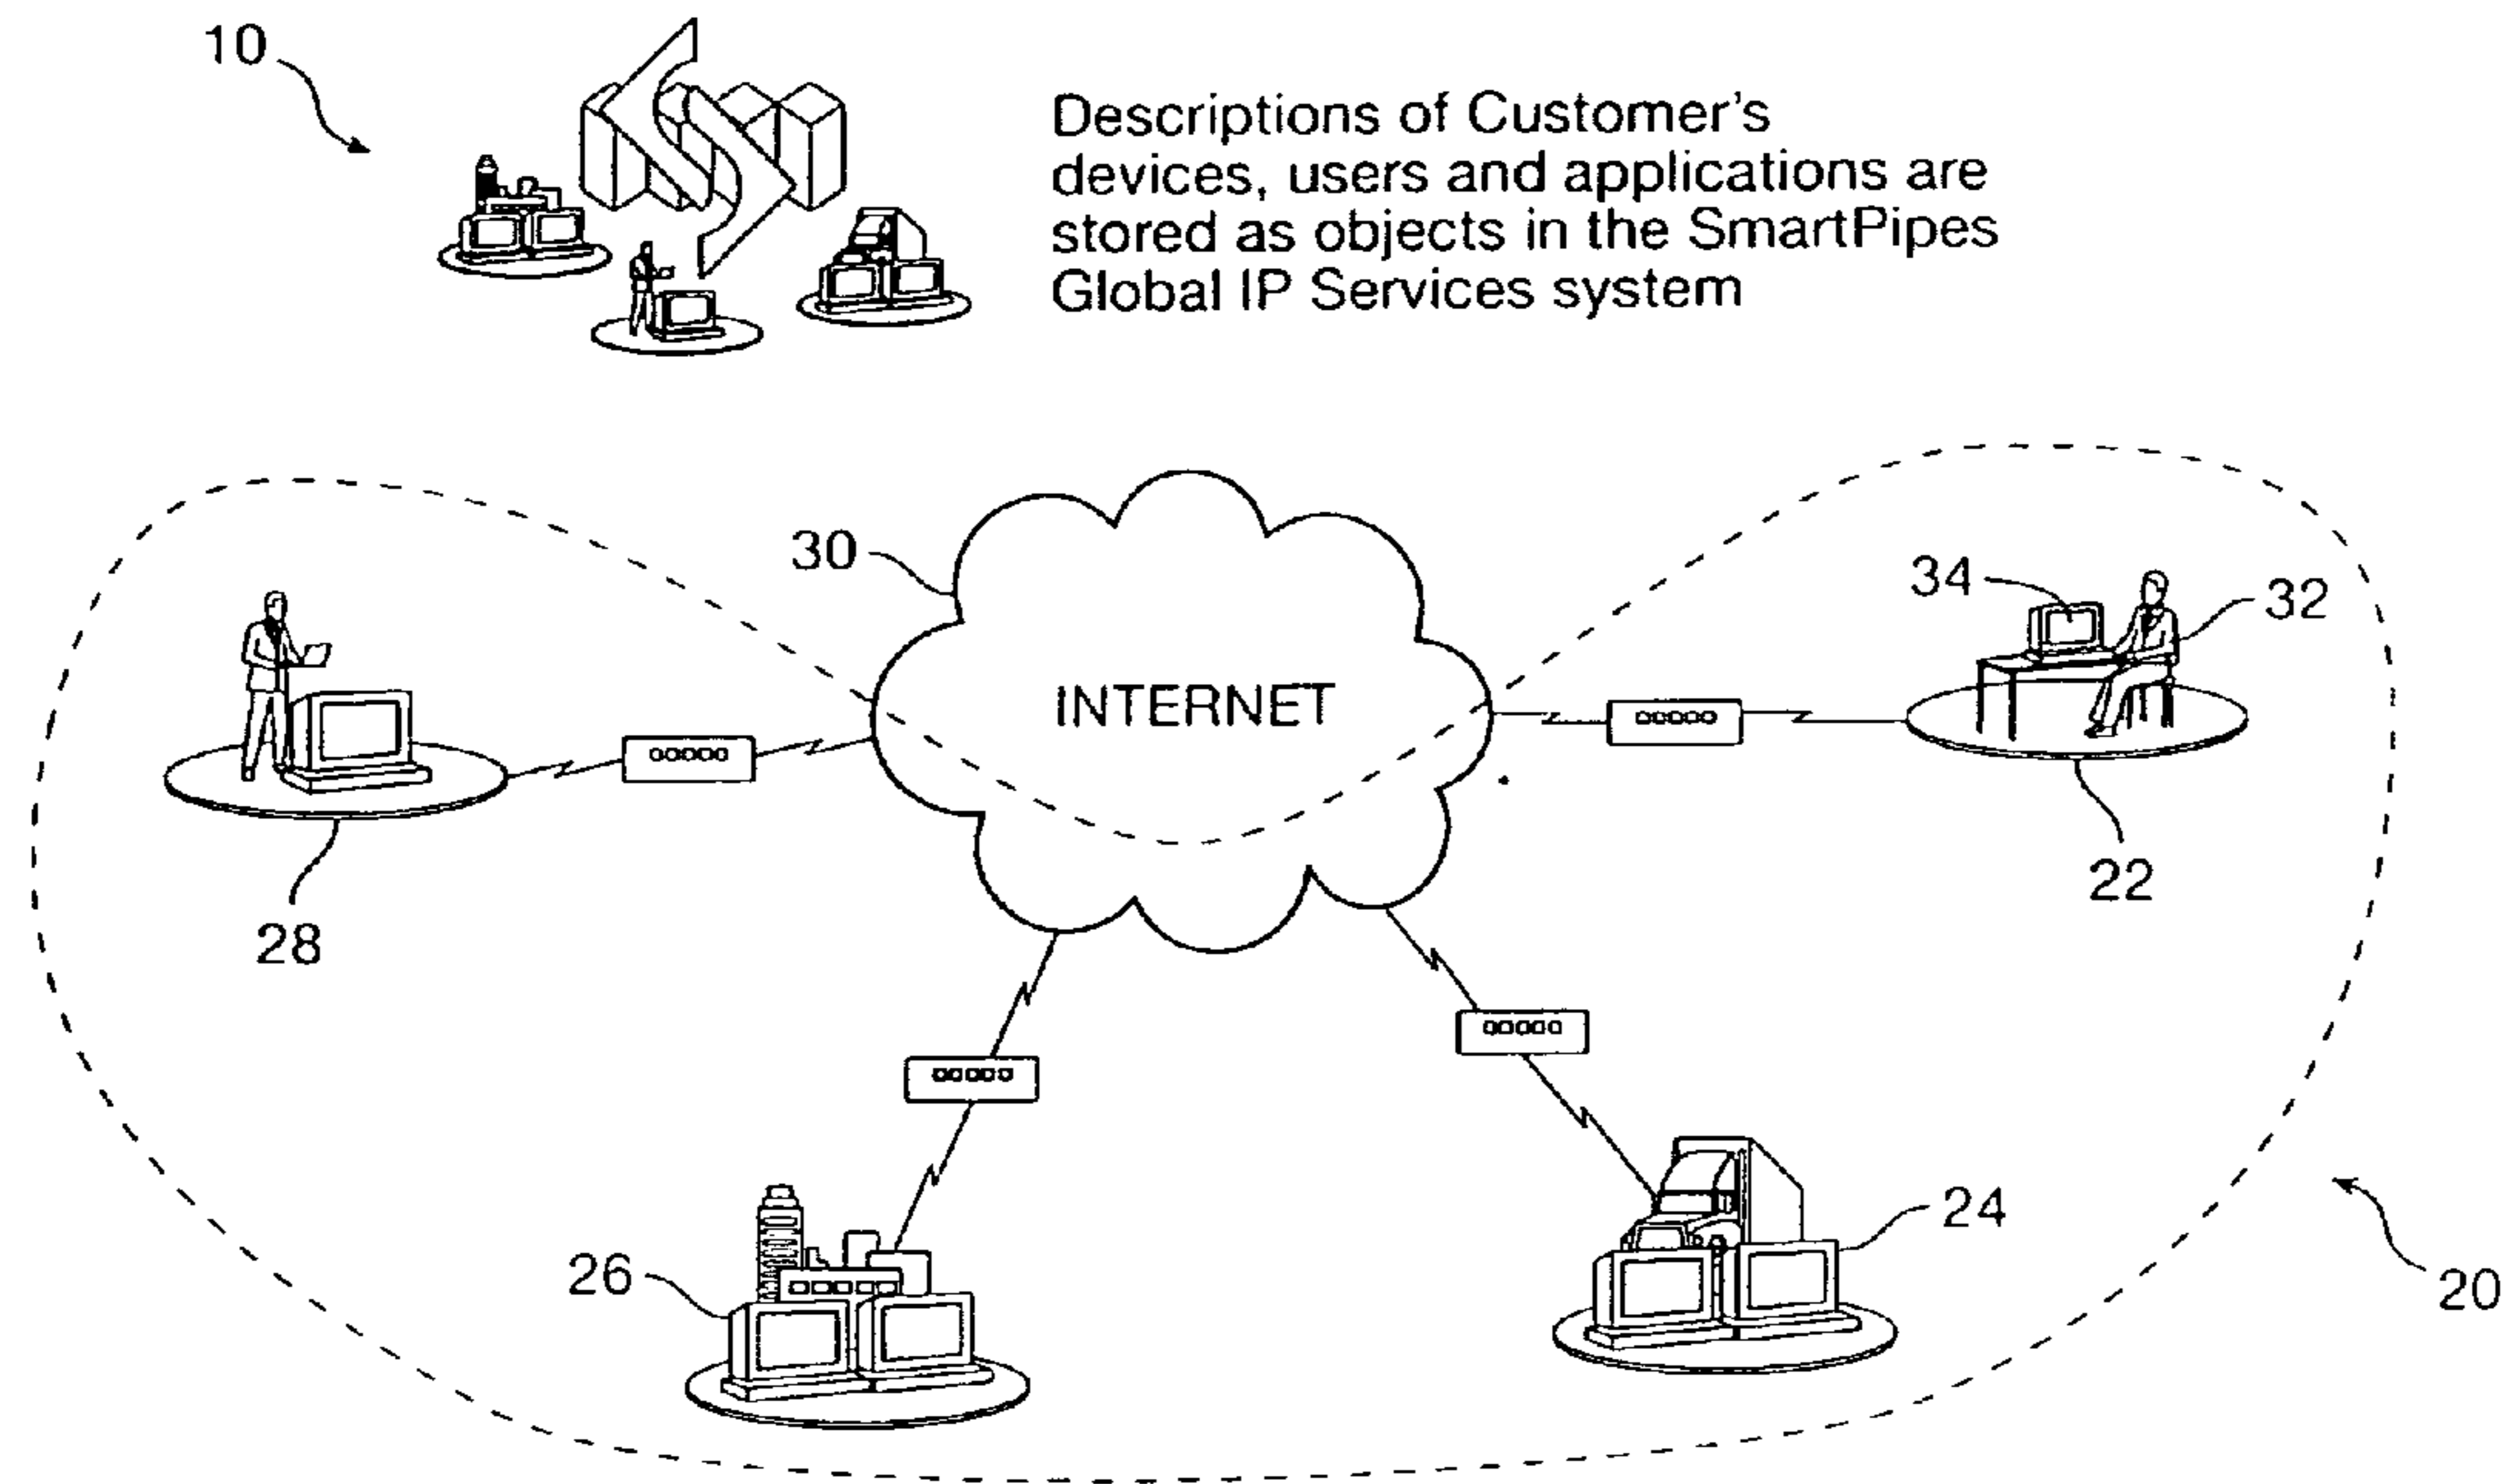 10
Descriptions of Customer's
devices, users and applications are
stored as objects in the SmartPipes
Global IP Services system
30
34
32
INTERNET
22
28
24
26
20